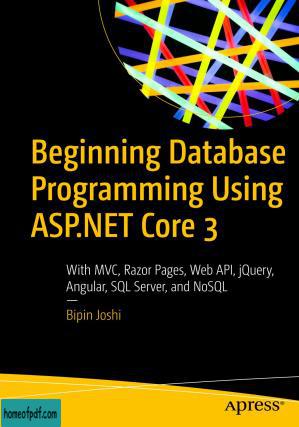 Beginning Database
Programming Using
ASP.NET Core 3
With MVC, Razor Pages, Web API, jQuery,
Angular, SQL Server, and NoSQL
—
Bipin Joshi
Apress®
homeofpdf.com